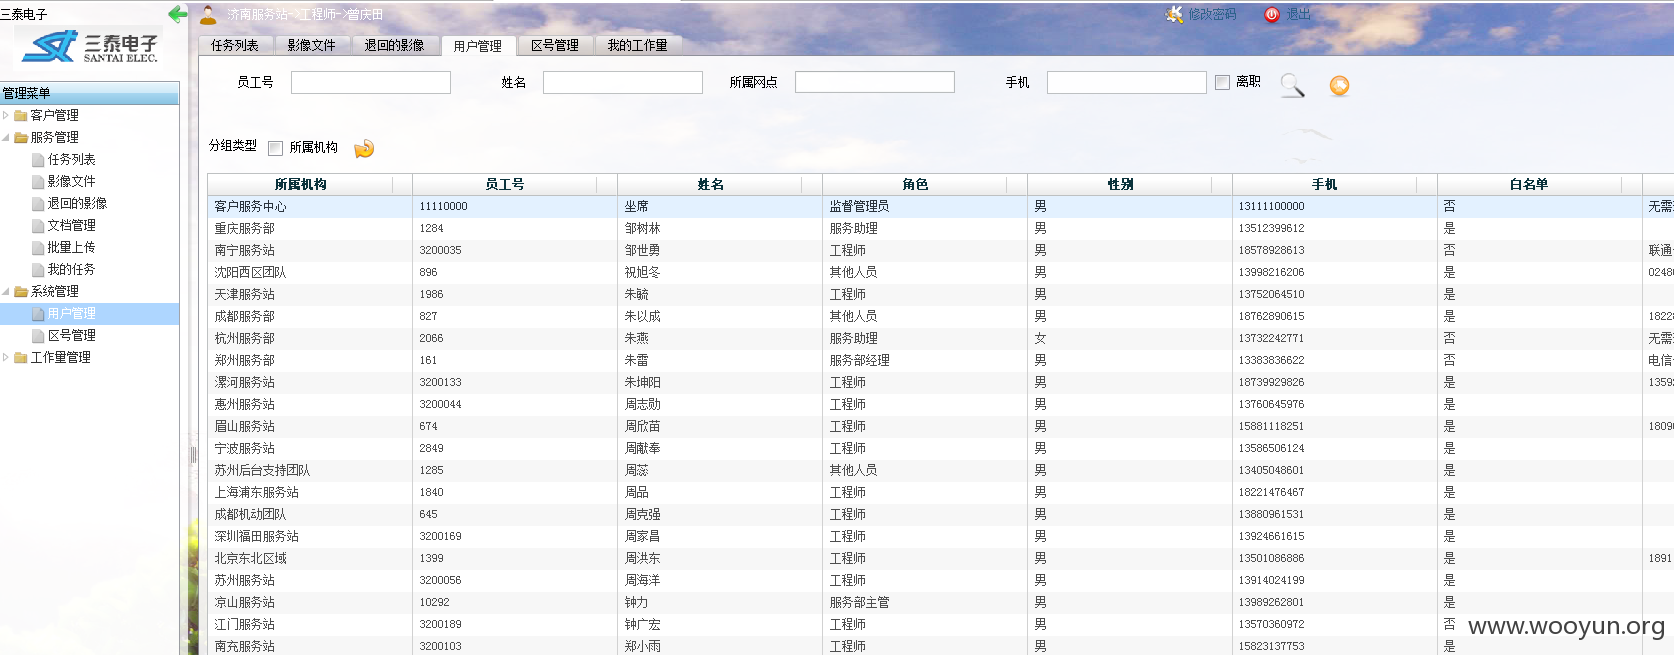 三泰电子
济南服务站->工程师->曾庆田
修改密码 退出
三泰电子
SANTAI ELEC.
任务列表 影像文件 退回的影像 用户管理 区号管理 我的工作量
员工号 姓名 所属网点 手机 离职
管理菜单
客户管理
服务管理
任务列表
影像文件
退回的影像
文档管理
批量上传
我的任务
系统管理
用户管理
区号管理
工作量管理
分组类型 所属机构
所属机构 员工号 姓名 角色 性别 手机 白名单
客户服务中心 11110000 坐席 监督管理员 男 13111100000 否 无需
重庆服务部 1284 邹树林 服务助理 男 13512399612 是
南宁服务站 3200035 邹世勇 工程师 男 18578928613 否 联通
沈阳西区团队 896 祝旭冬 其他人员 男 13998216206 是 0248
天津服务站 1986 朱毓 工程师 男 13752064510 是
成都服务部 827 朱以成 其他人员 男 18762890615 是 1822
杭州服务部 2066 朱燕 服务助理 女 13732242771 否 无需
郑州服务部 161 朱雷 服务部经理 男 13383836622 否 电信
漯河服务站 3200133 朱坤阳 工程师 男 18739929826 是 1359
惠州服务站 3200044 周志勋 工程师 男 13760645976 是
眉山服务站 674 周欣苗 工程师 男 15881118251 是 1809
宁波服务站 2849 周献奉 工程师 男 13586506124 是
苏州后台支持团队 1285 周蕊 其他人员 男 13405048601 是
上海浦东服务站 1840 周品 工程师 男 18221476467 是
成都机动团队 645 周克强 工程师 男 13880961531 是
深圳福田服务站 3200169 周家昌 工程师 男 13924661615 是
北京东北区域 1399 周洪东 工程师 男 13501086886 是 1891
苏州服务站 3200056 周海洋 工程师 男 13914024199 是
凉山服务站 10292 钟力 服务部主管 男 13989262801 是
江门服务站 3200189 钟广宏 工程师 男 13570360972 否
南充服务站 3200103 郑小雨 工程师 男 15823137753 是
www.wooyun.org